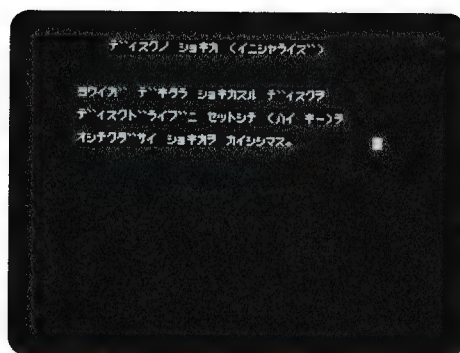 ディスクノ ショキカ (イニシャライズ)
ヨウイガ デキタラ ショキカスル ディスクヲ
ディスクドライブニ セットシテ (ハイ キー)ヲ
オシテクダサイ ショキカヲ カイシシマス。